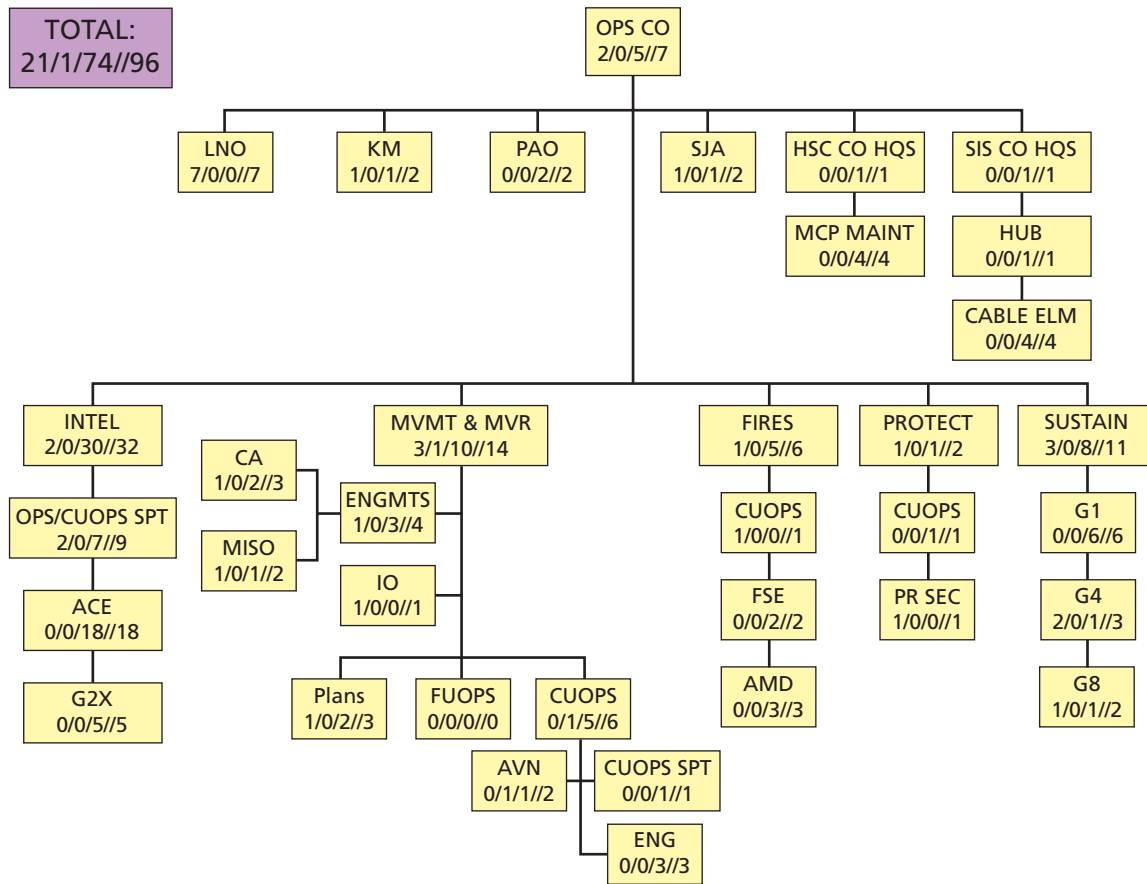 TOTAL:
21/1/74//96
OPS CO
2/0/5//7
LNO
7/0/0//7
KM
1/0/1//2
PAO
0/0/2//2
SJA
1/0/1//2
HSC CO HQS
0/0/1//1
SIS CO HQS
0/0/1//1
MCP MAINT
0/0/4//4
HUB
0/0/1//1
CABLE ELM
0/0/4//4
INTEL
2/0/30//32
OPS/CUOPS SPT
2/0/7//9
ACE
0/0/18//18
G2X
0/0/5//5
MVMT & MVR
3/1/10//14
CA
1/0/2//3
ENGMTS
1/0/3//4
MISO
1/0/1//2
IO
1/0/0//1
Plans
1/0/2//3
FUOPS
0/0/0//0
CUOPS
0/1/5//6
AVN
0/1/1//2
CUOPS SPT
0/0/1//1
ENG
0/0/3//3
FIRES
1/0/5//6
CUOPS
1/0/0//1
FSE
0/0/2//2
AMD
0/0/3//3
PROTECT
1/0/1//2
CUOPS
0/0/1//1
PR SEC
1/0/0//1
SUSTAIN
3/0/8//11
G1
0/0/6//6
G4
2/0/1//3
G8
1/0/1//2